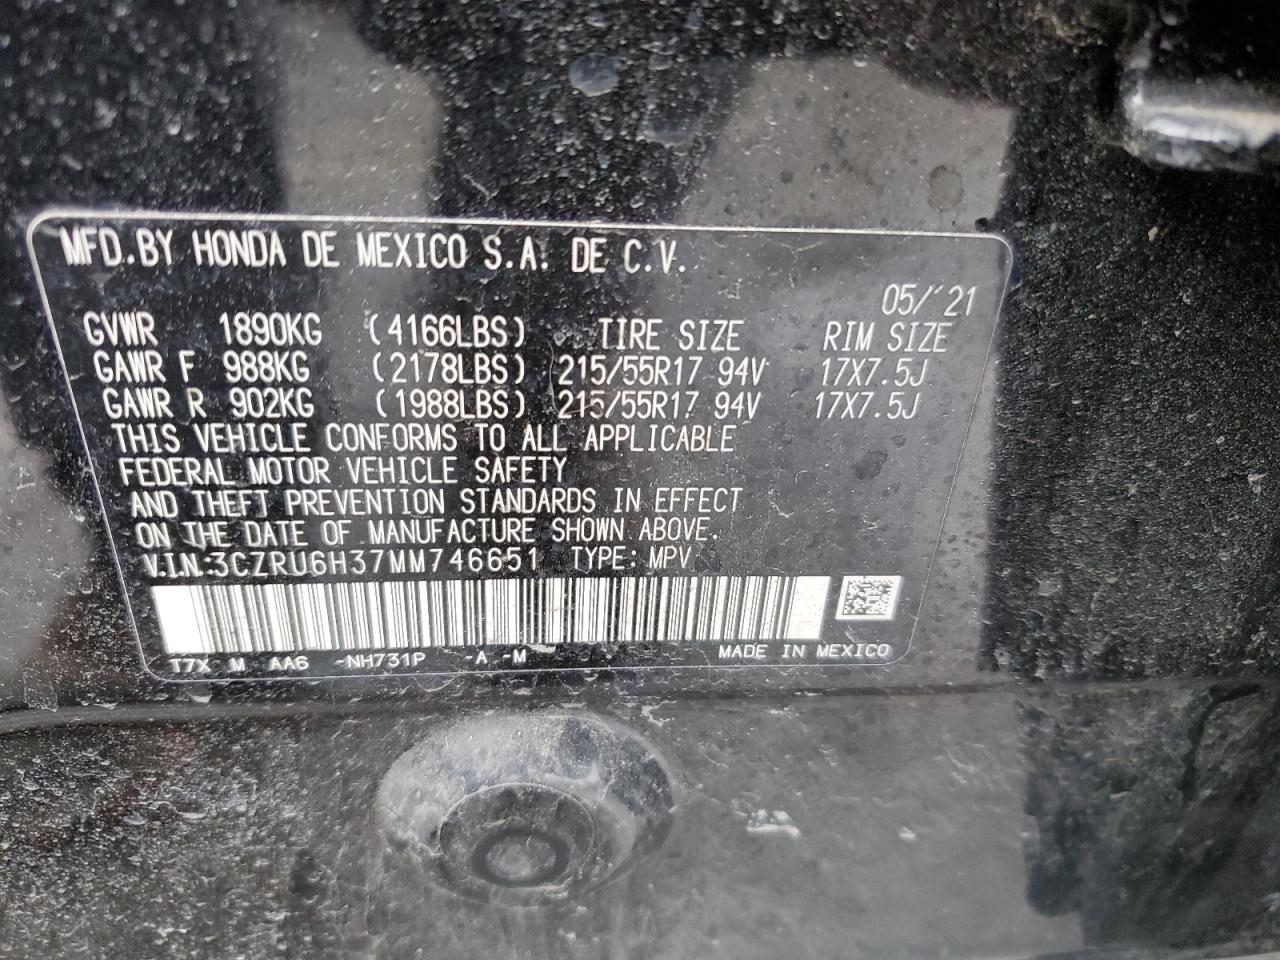 MFD.BY HONDA DE MEXICO S.A. DE C.V.
05/"21
GVWR 1890KG (4166LBS) TIRE SIZE RIM SIZE
GAWR F 988KG (2178LBS) 215/55R17 94V 17X7.5J
GAWR R 902KG (1988LBS) 215/55R17 94V 17X7.5J
THIS VEHICLE CONFORMS TO ALL APPLICABLE
FEDERAL MOTOR VEHICLE SAFETY
AND THEFT PREVENTION STANDARDS IN EFFECT
ON THE DATE OF MANUFACTURE SHOWN ABOVE.
V.I.N:3CZRU6H37MM746651 TYPE: MPV
T7X M AA6 -NH731P -A -M MADE IN MEXICO